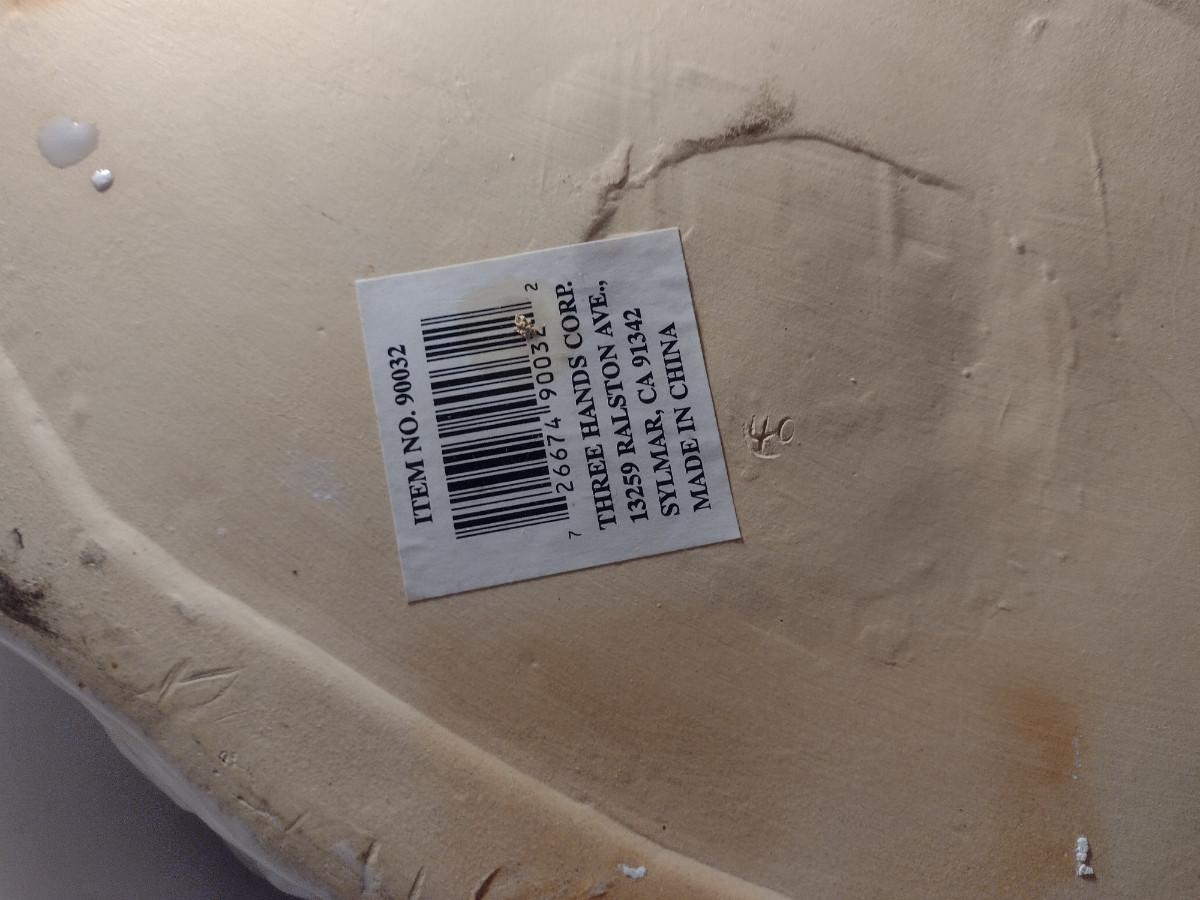 ITEM NO. 90032
7 26674 90032 2
THREE HANDS CORP.
13259 RALSTON AVE.,
SYLMAR, CA 91342
MADE IN CHINA